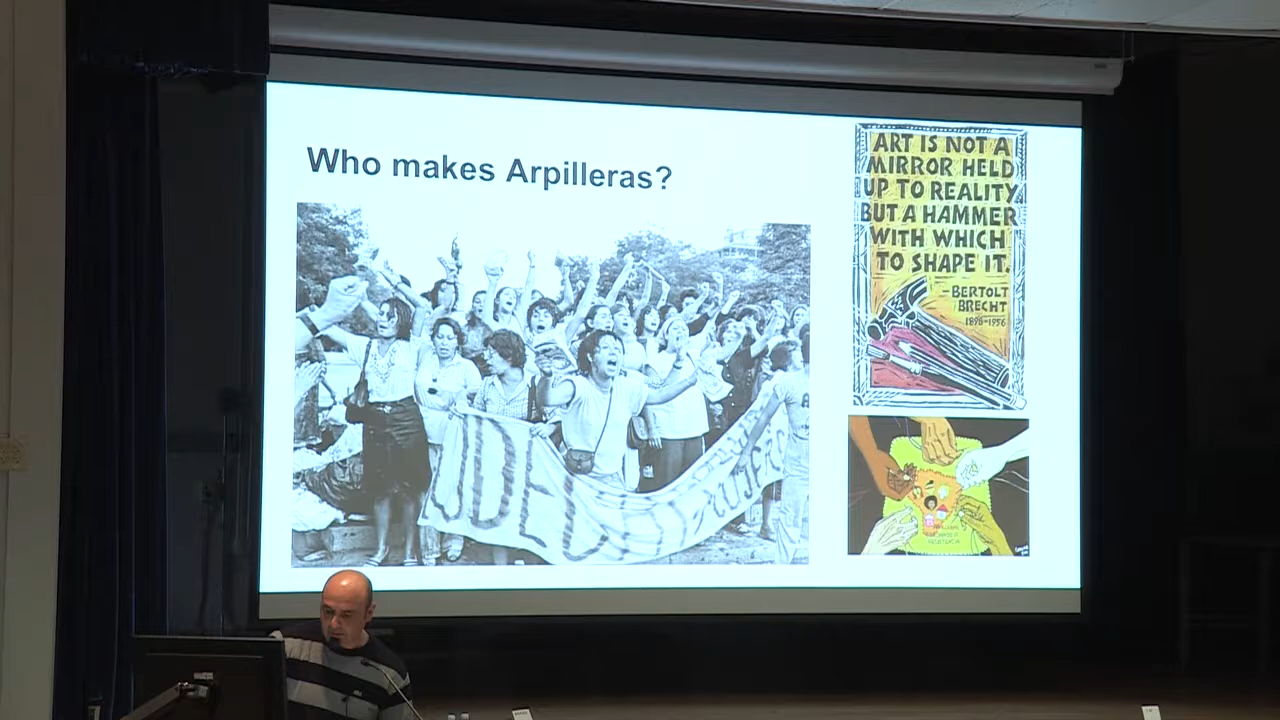 Who makes Arpilleras?
ART IS NOT A
MIRROR HELD
UP TO REALITY
BUT A HAMMER
WITH WHICH
TO SHAPE IT.
-BERTOLT
BRECHT
1898-1956